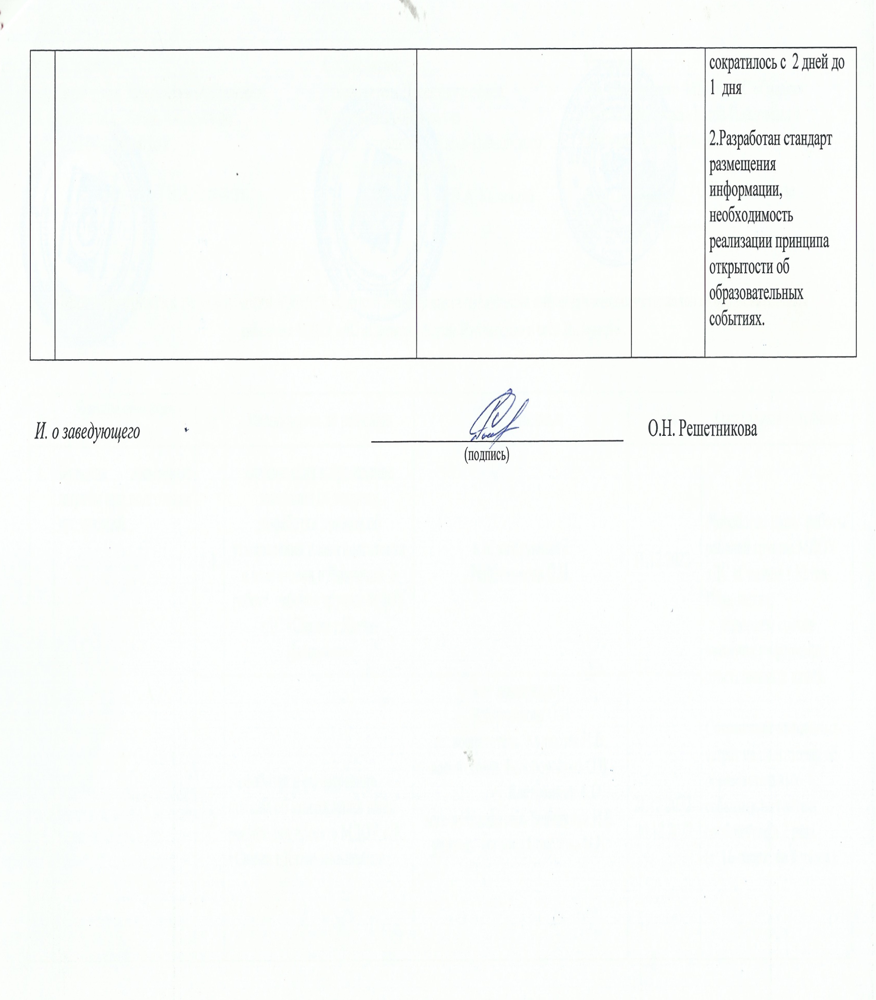 сократилось с 2 дней до
1 дня
2.Разработан стандарт
размещения
информации,
необходимость
реализации принципа
открытости об
образовательных
событиях.
И. о заведующего
О.Н. Решетникова
(подпись)